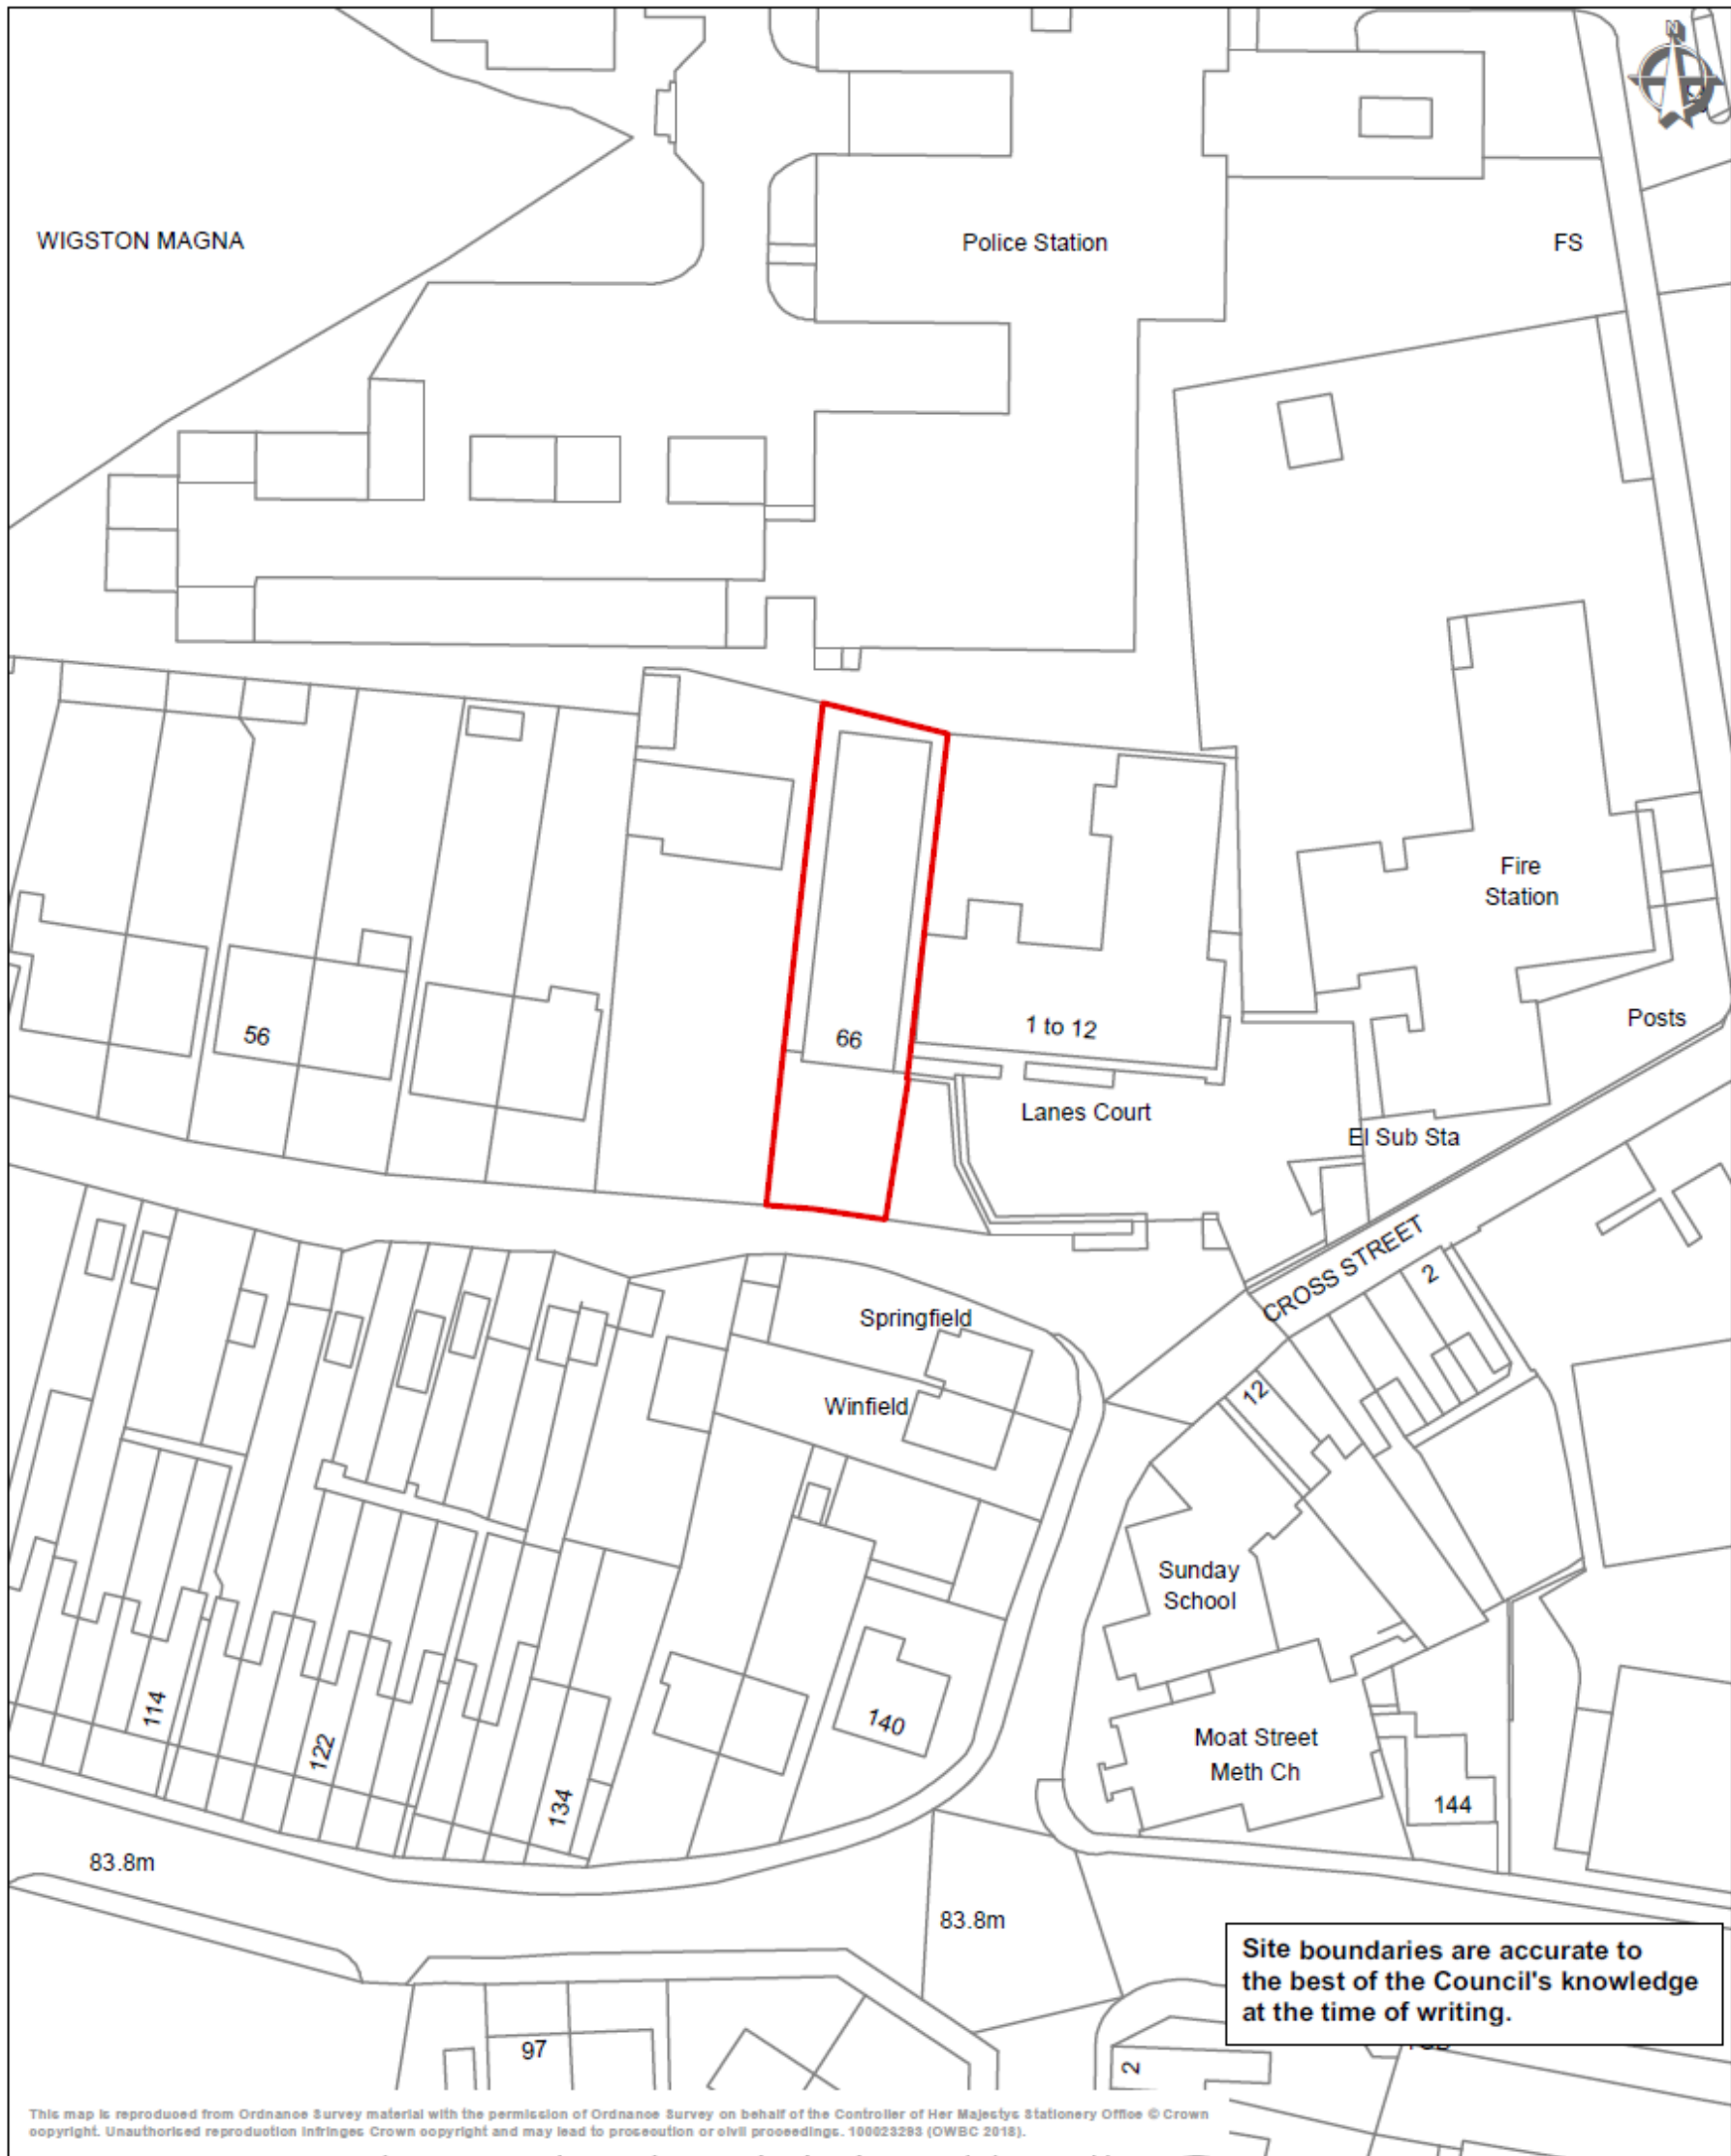 N
WIGSTON MAGNA
Police Station
FS
Fire
Station
56
66
1 to 12
Posts
Lanes Court
El Sub Sta
CROSS STREET
2
Springfield
Winfield
12
Sunday
School
114
122
134
140
Moat Street
Meth Ch
144
83.8m
83.8m
Site boundaries are accurate to
the best of the Council's knowledge
at the time of writing.
97
2
This map is reproduced from Ordnance Survey material with the permission of Ordnance Survey on behalf of the Controller of Her Majestys Stationery Office © Crown
copyright. Unauthorised reproduction infringes Crown copyright and may lead to prosecution or civil proceedings. 100023293 (OWBC 2018).